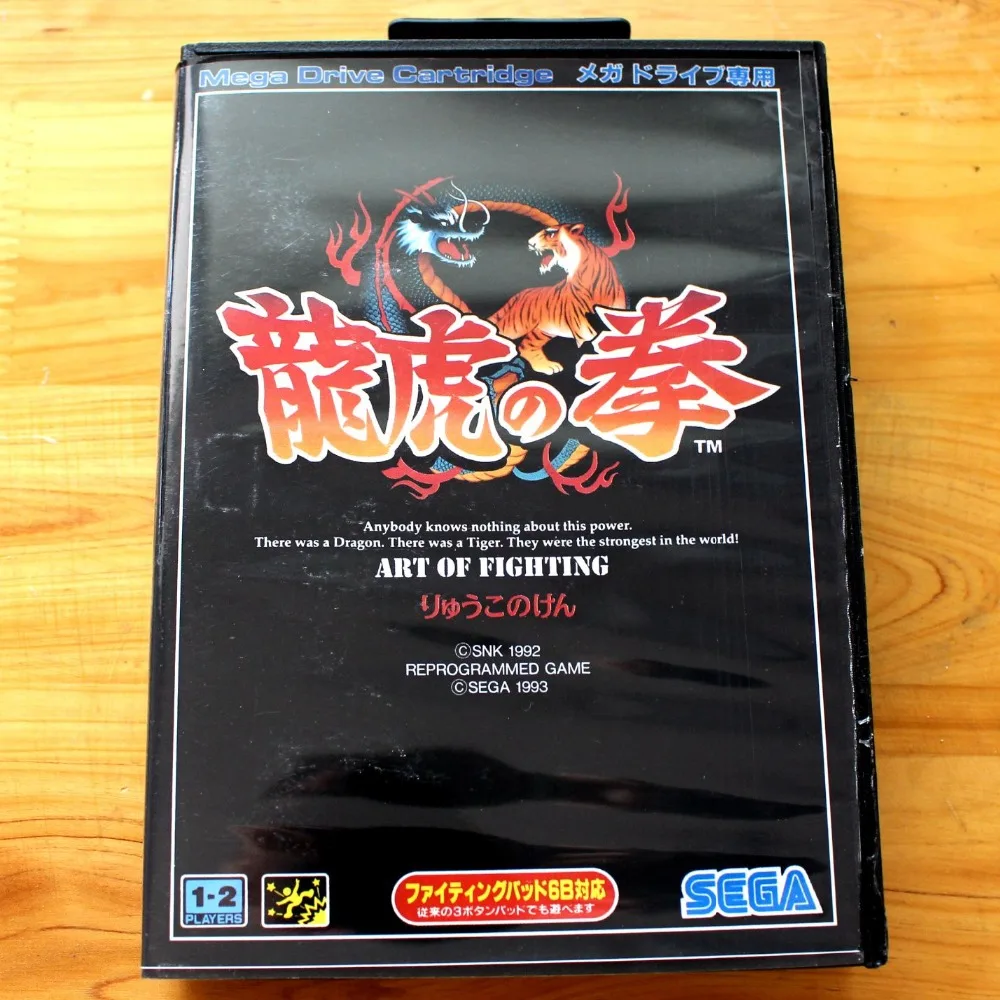 Mega Drive Cartridge メガドライブ専用
龍虎の拳
TM
Anybody knows nothing about this power.
There was a Dragon. There was a Tiger. They were the strongest in the world!
ART OF FIGHTING
りゅうこのけん
©SNK 1992
REPROGRAMMED GAME
©SEGA 1993
1-2
PLAYERS
ファイティングパッド6B対応
従来の3ボタンパッドでも遊べます
SEGA